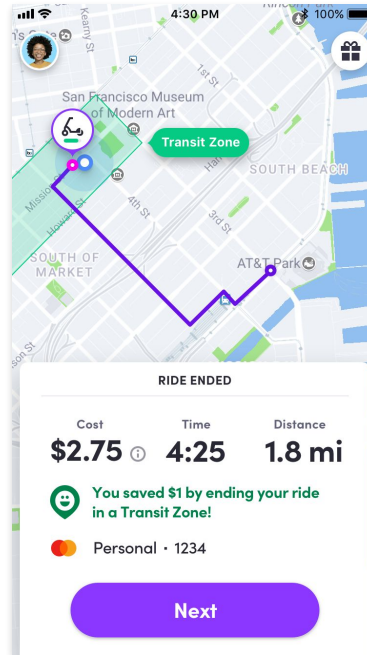 4:30 PM
100%
Kearny St
1st St
San Francisco Museum
of Modern Art
Transit Zone
Mission
Howard St
4th St
3rd St
SOUTH BEACH
SOUTH OF
MARKET
AT&T Park
RIDE ENDED
Cost
Time
Distance
$2.75
4:25
1.8 mi
You saved $1 by ending your ride
in a Transit Zone!
Personal · 1234
Next